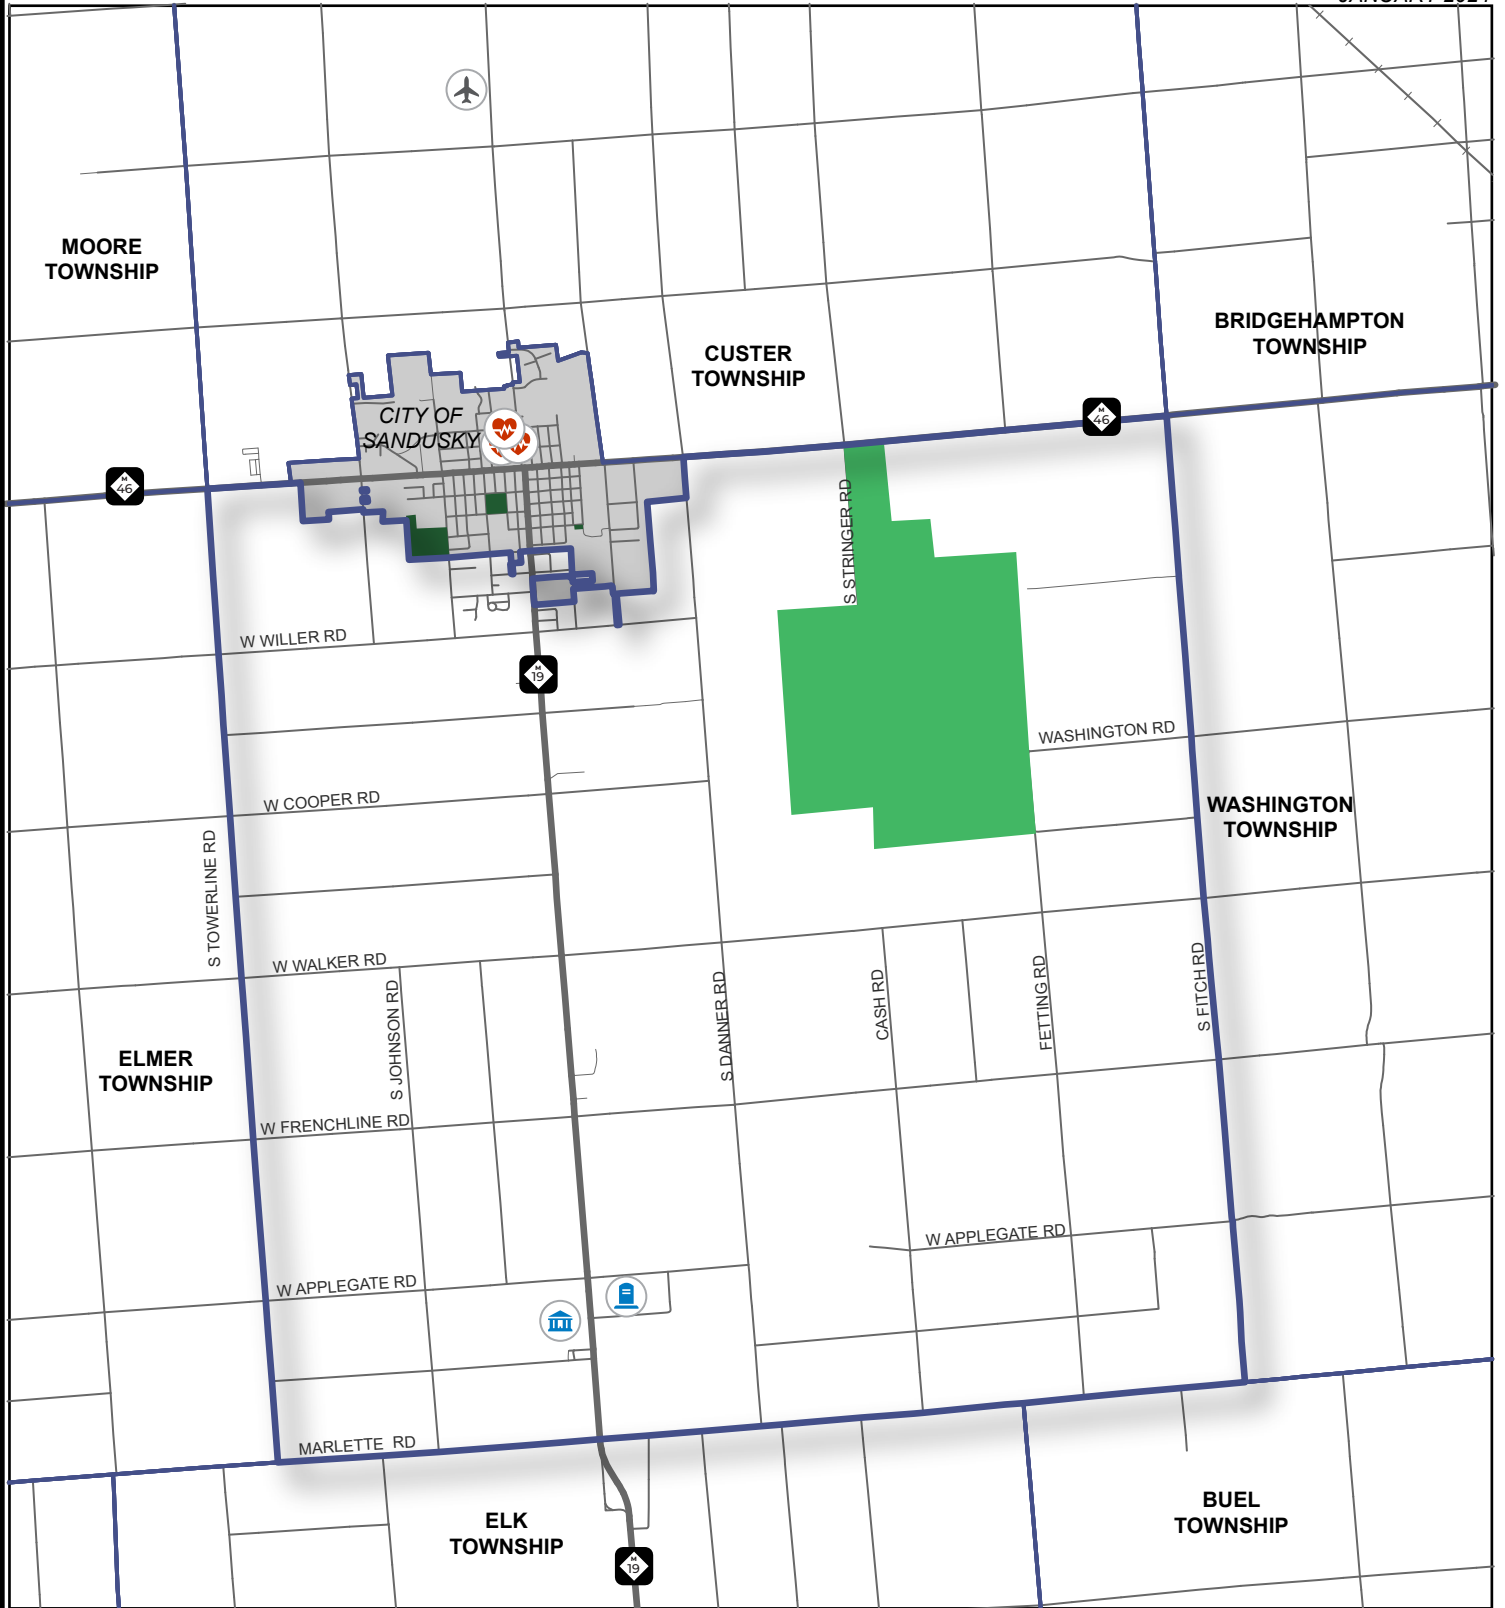 MOORE
TOWNSHIP
BRIDGEHAMPTON
TOWNSHIP
CUSTER
TOWNSHIP
CITY OF
SANDUSKY
M
46
M
46
S STRINGER RD
W WILLER RD
M
19
WASHINGTON RD
W COOPER RD
WASHINGTON
TOWNSHIP
S TOWERLINE RD
W WALKER RD
S JOHNSON RD
S DANNER RD
CASH RD
FETTING RD
S FITCH RD
ELMER
TOWNSHIP
W FRENCHLINE RD
W APPLEGATE RD
W APPLEGATE RD
MARLETTE RD
ELK
TOWNSHIP
BUEL
TOWNSHIP
M
19